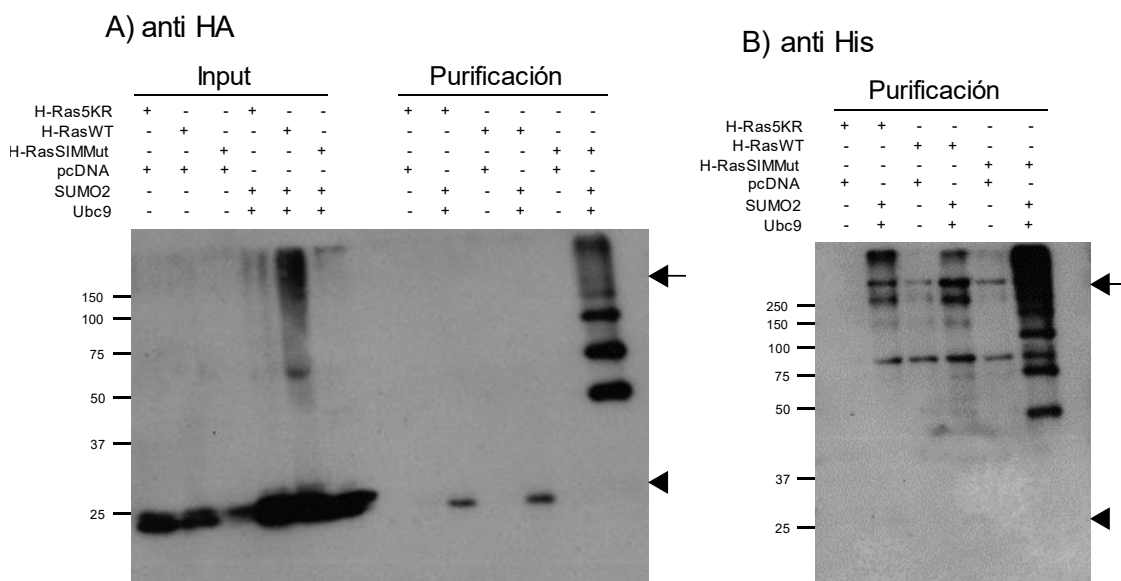 A) anti HA
Input Purificación
H-Ras5KR + - - + - - + + - - - -
H-RasWT - + - - + - - - + + - -
H-RasSIMMut - - + - - + - - - - + +
pcDNA + + + - - - + - + - + -
SUMO2 - - - + + + - + - + - +
Ubc9 - - - + + + - + - + - +
150
100
75
50
37
25
B) anti His
Purificación
H-Ras5KR + + - - - -
H-RasWT - - + + - -
H-RasSIMMut - - - - + +
pcDNA + - + - + -
SUMO2 - + - + - +
Ubc9 - + - + - +
250
150
100
75
50
37
25